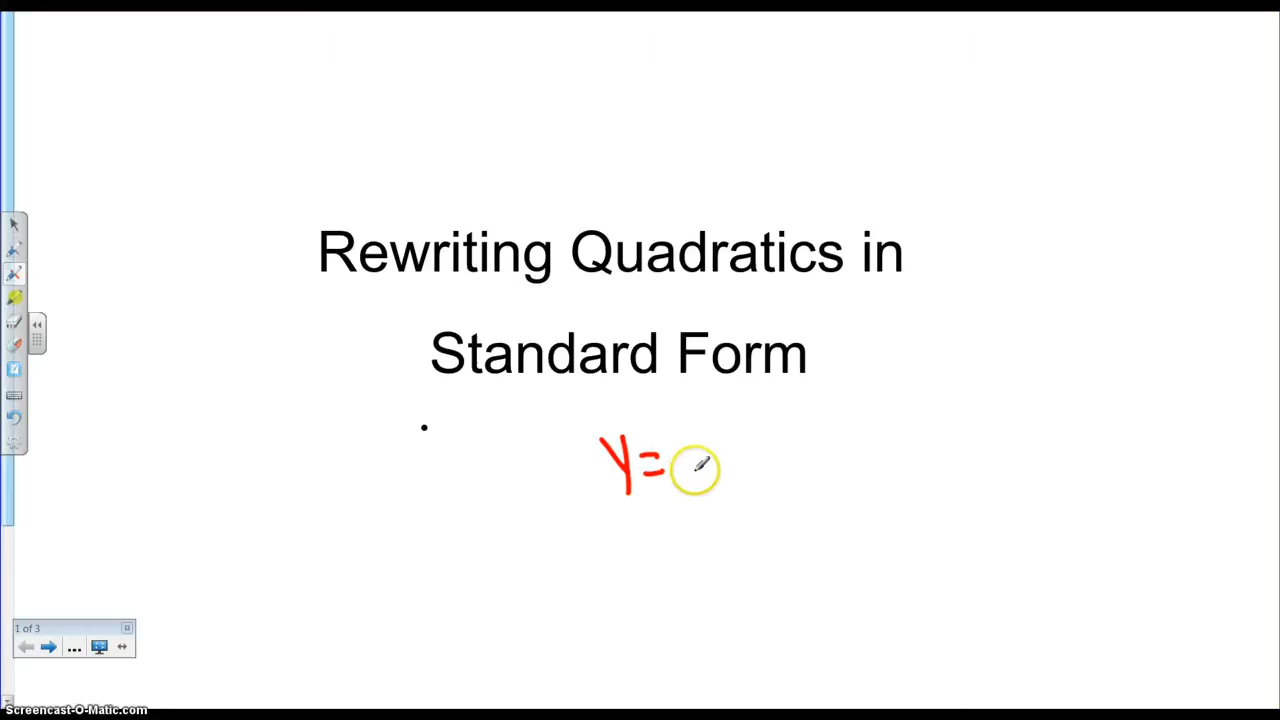 Rewriting Quadratics in
Standard Form
y=
1 of 3
...
Screencast-O-Matic.com